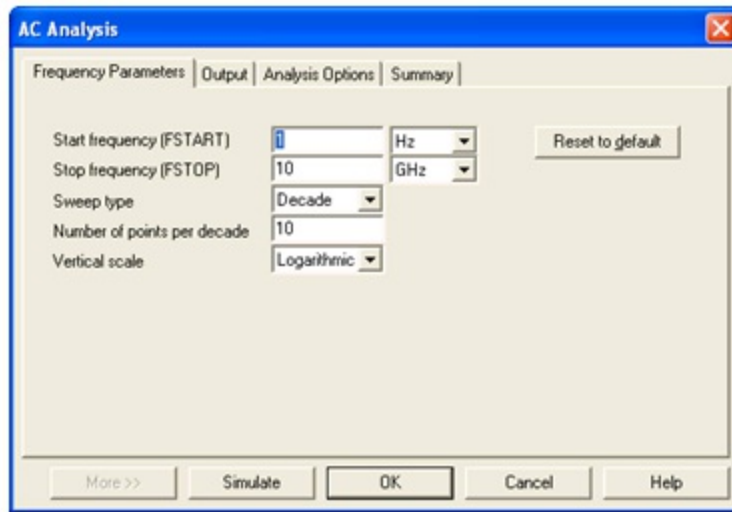 AC Analysis
Frequency Parameters Output Analysis Options Summary
Start frequency (FSTART) 1 Hz Reset to default
Stop frequency (FSTOP) 10 GHz
Sweep type Decade
Number of points per decade 10
Vertical scale Logarithmic
More >> Simulate OK Cancel Help